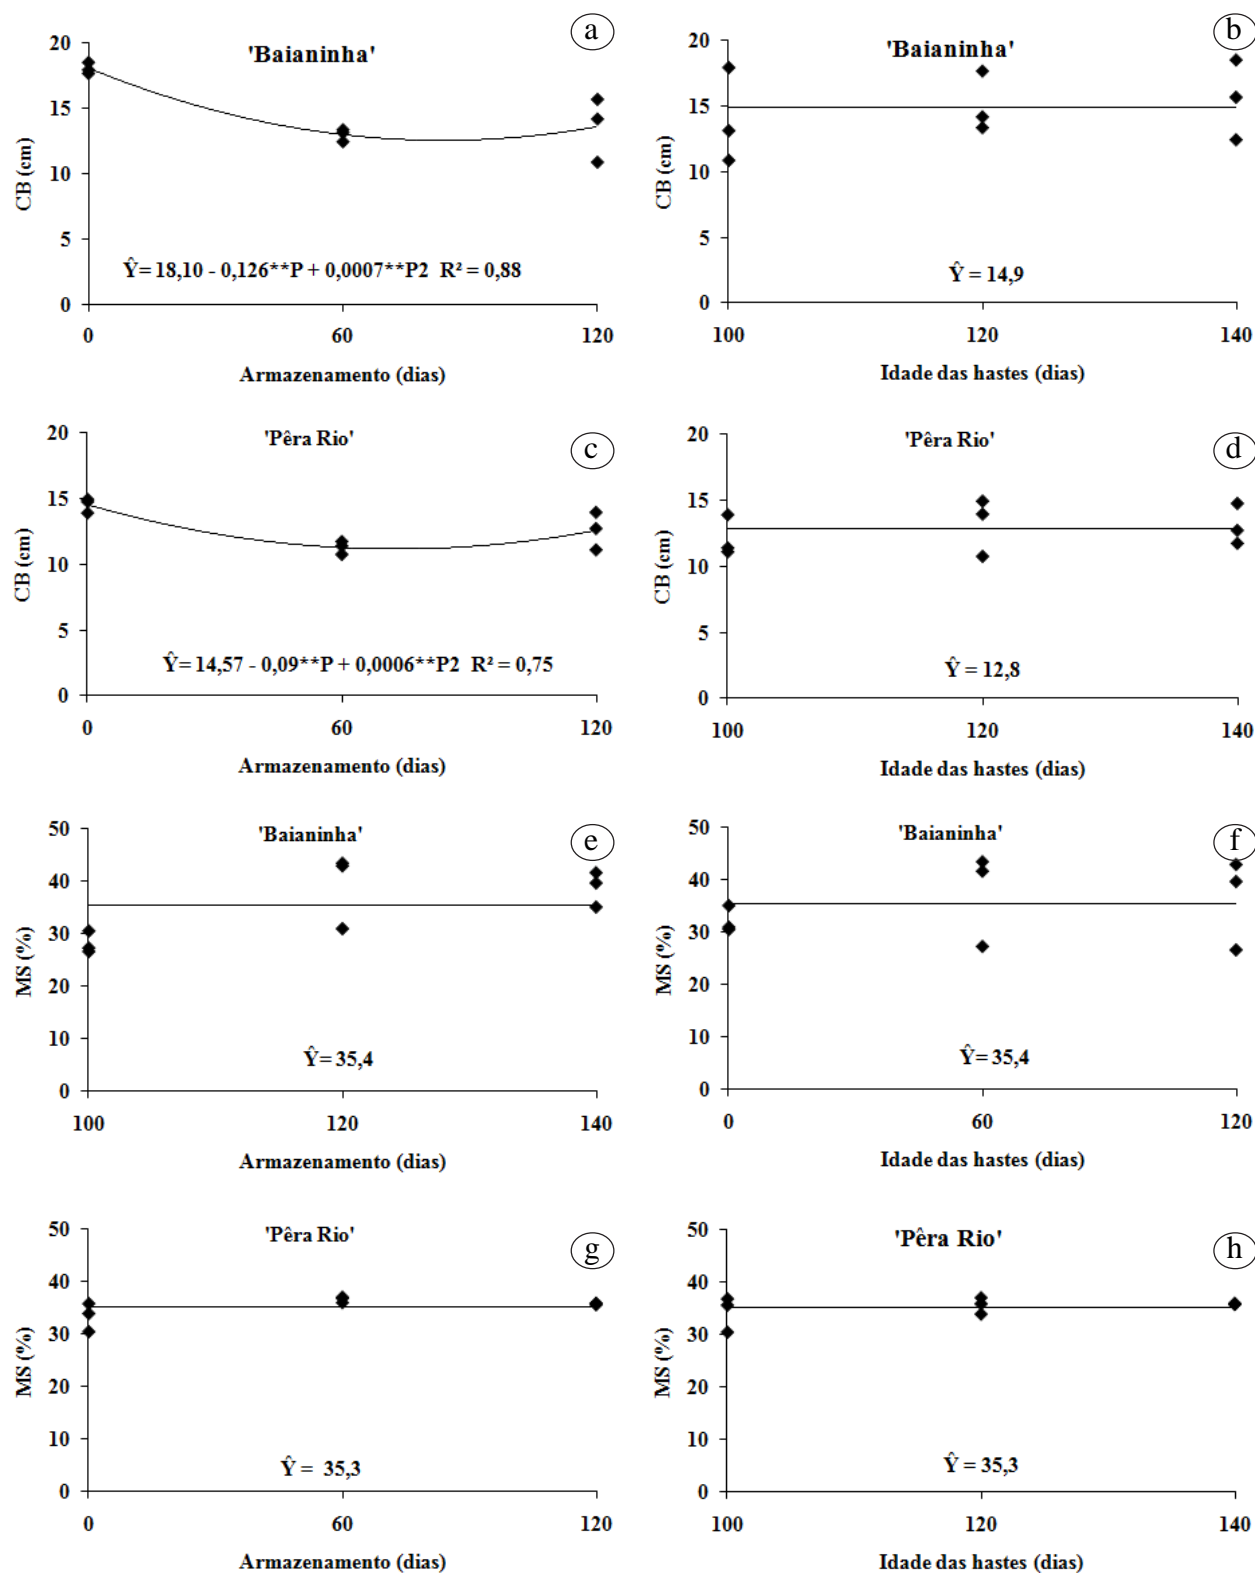 a
'Baianinha'
20
15
10
5
0
CB (cm)
Ŷ= 18,10 - 0,126**P + 0,0007**P2 R² = 0,88
0 60 120
Armazenamento (dias)
b
'Baianinha'
20
15
10
5
0
CB (cm)
Ŷ = 14,9
100 120 140
Idade das hastes (dias)
c
'Pêra Rio'
20
15
10
5
0
CB (cm)
Ŷ= 14,57 - 0,09**P + 0,0006**P2 R² = 0,75
0 60 120
Armazenamento (dias)
d
'Pêra Rio'
20
15
10
5
0
CB (cm)
Ŷ = 12,8
100 120 140
Idade das hastes (dias)
e
'Baianinha'
50
40
30
20
10
0
MS (%)
Ŷ= 35,4
100 120 140
Armazenamento (dias)
f
'Baianinha'
50
40
30
20
10
0
MS (%)
Ŷ= 35,4
0 60 120
Idade das hastes (dias)
g
'Pêra Rio'
50
40
30
20
10
0
MS (%)
Ŷ = 35,3
0 60 120
Armazenamento (dias)
h
'Pêra Rio'
50
40
30
20
10
0
MS (%)
Ŷ = 35,3
100 120 140
Idade das hastes (dias)